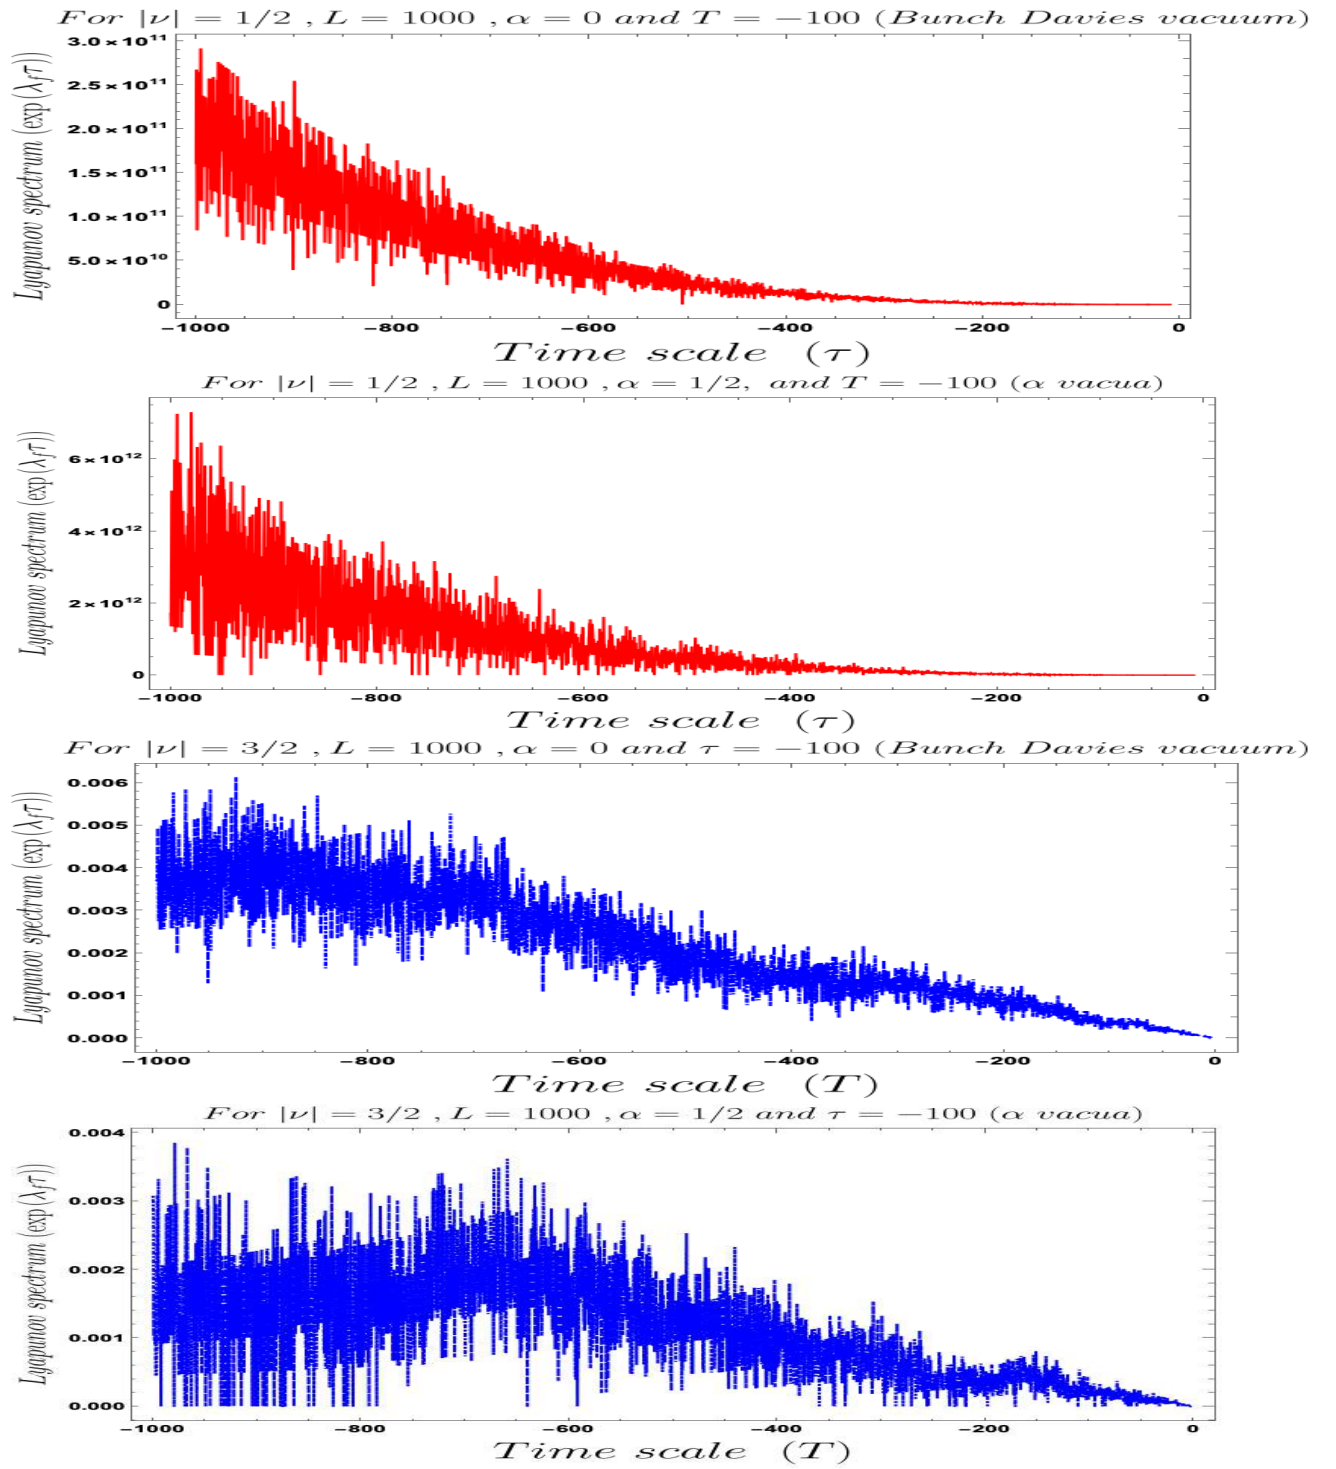 For |ν| = 1/2 , L = 1000 , α = 0 and T = −100 (Bunch Davies vacuum)
Lyapunov spectrum (exp(λfτ))
3.0×10¹¹
2.5×10¹¹
2.0×10¹¹
1.5×10¹¹
1.0×10¹¹
5.0×10¹⁰
0
−1000 −800 −600 −400 −200 0
Time scale (τ)
For |ν| = 1/2 , L = 1000 , α = 1/2, and T = −100 (α vacua)
Lyapunov spectrum (exp(λfτ))
6×10¹²
4×10¹²
2×10¹²
0
−1000 −800 −600 −400 −200 0
Time scale (τ)
For |ν| = 3/2 , L = 1000 , α = 0 and τ = −100 (Bunch Davies vacuum)
Lyapunov spectrum (exp(λfτ))
0.006
0.005
0.004
0.003
0.002
0.001
0.000
−1000 −800 −600 −400 −200 0
Time scale (T)
For |ν| = 3/2 , L = 1000 , α = 1/2 and τ = −100 (α vacua)
Lyapunov spectrum (exp(λfτ))
0.004
0.003
0.002
0.001
0.000
−1000 −800 −600 −400 −200 0
Time scale (T)